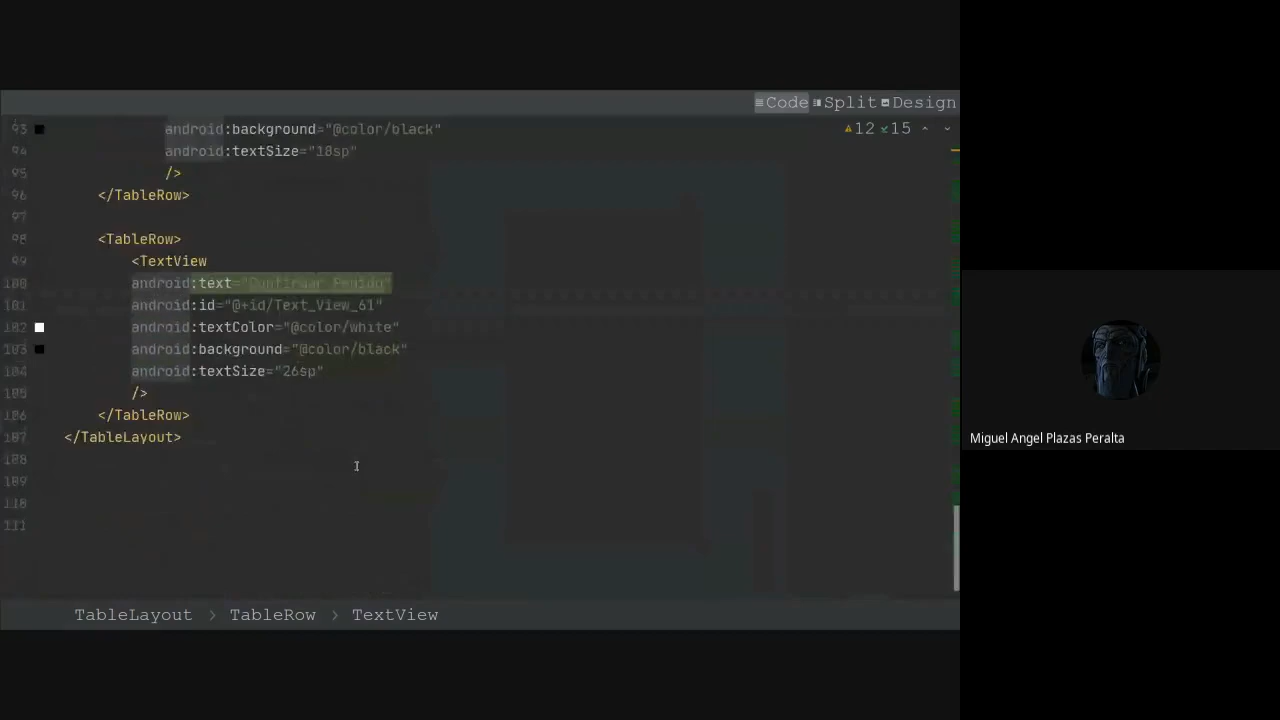 Code Split Design
93 android:background="@color/black"
12 15
94 android:textSize="18sp"
95 />
96 </TableRow>
97
98 <TableRow>
99 <TextView
100 android:text="Continuar Pedido"
101 android:id="@+id/Text_View_61"
102 android:textColor="@color/white"
103 android:background="@color/black"
104 android:textSize="26sp"
105 />
106 </TableRow>
107 </TableLayout>
108
109
110
111
Miguel Angel Plazas Peralta
TableLayout > TableRow > TextView